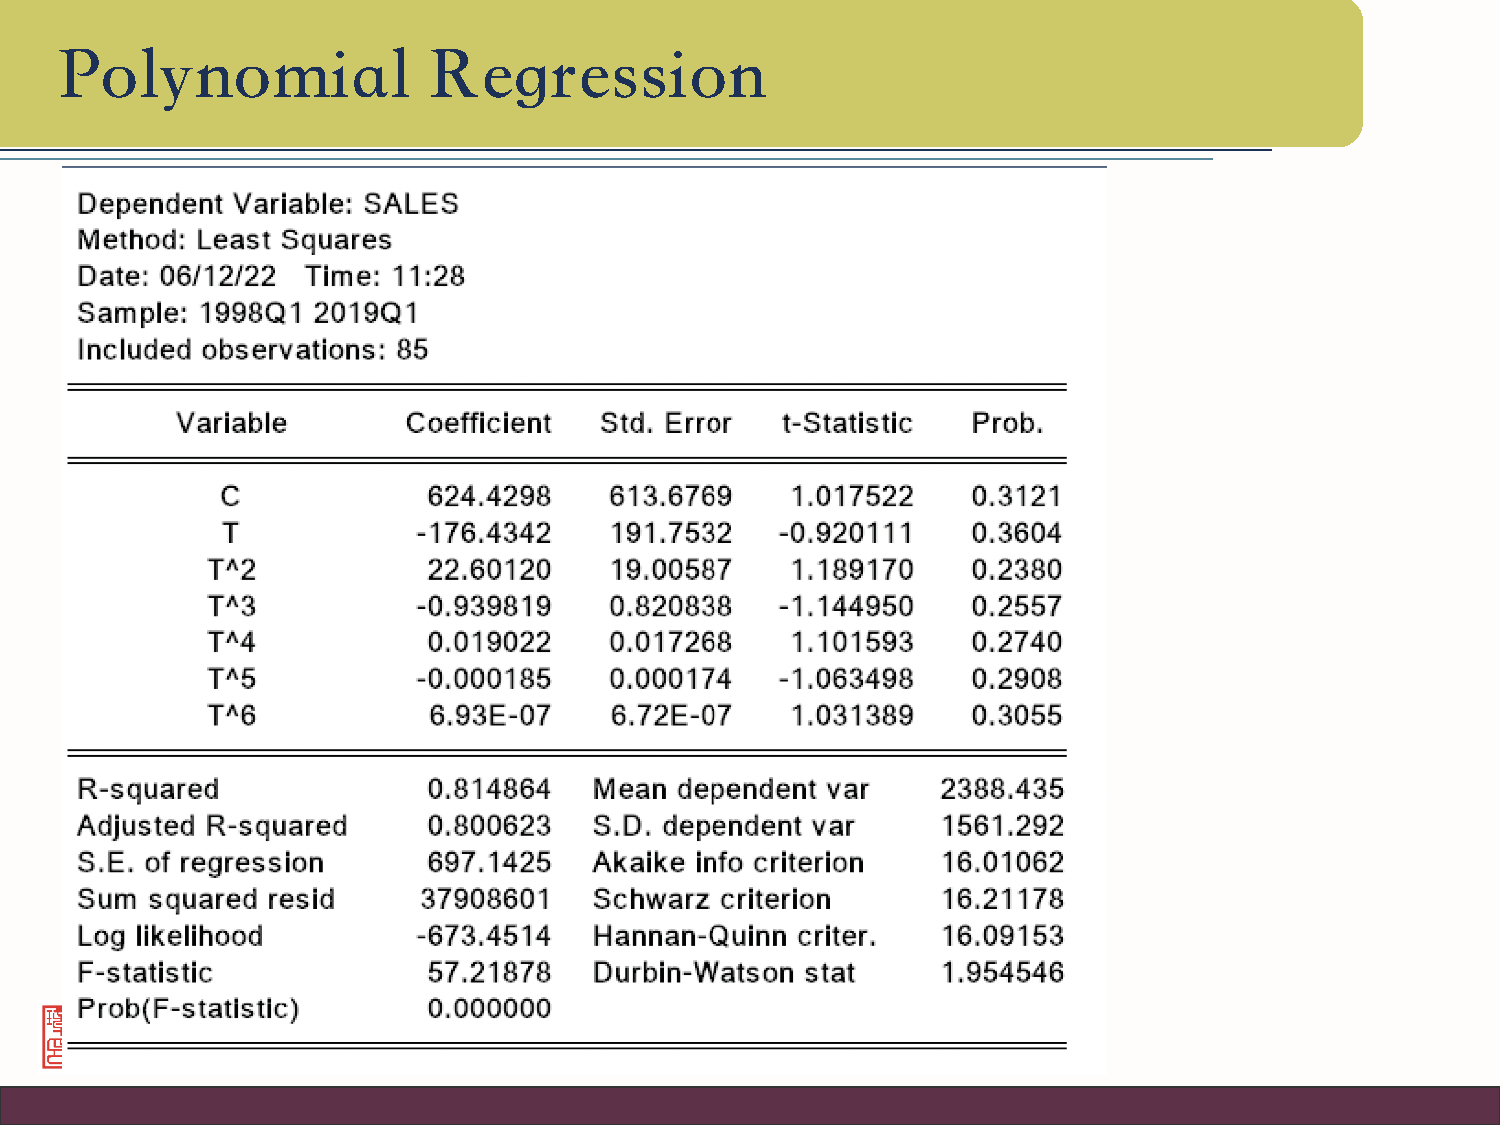 Polynomial Regression
Dependent Variable: SALES
Method: Least Squares
Date: 06/12/22 Time: 11:28
Sample: 1998Q1 2019Q1
Included observations: 85
Variable Coefficient Std. Error t-Statistic Prob.
C 624.4298 613.6769 1.017522 0.3121
T -176.4342 191.7532 -0.920111 0.3604
T^2 22.60120 19.00587 1.189170 0.2380
T^3 -0.939819 0.820838 -1.144950 0.2557
T^4 0.019022 0.017268 1.101593 0.2740
T^5 -0.000185 0.000174 -1.063498 0.2908
T^6 6.93E-07 6.72E-07 1.031389 0.3055
R-squared 0.814864 Mean dependent var 2388.435
Adjusted R-squared 0.800623 S.D. dependent var 1561.292
S.E. of regression 697.1425 Akaike info criterion 16.01062
Sum squared resid 37908601 Schwarz criterion 16.21178
Log likelihood -673.4514 Hannan-Quinn criter. 16.09153
F-statistic 57.21878 Durbin-Watson stat 1.954546
Prob(F-statistic) 0.000000